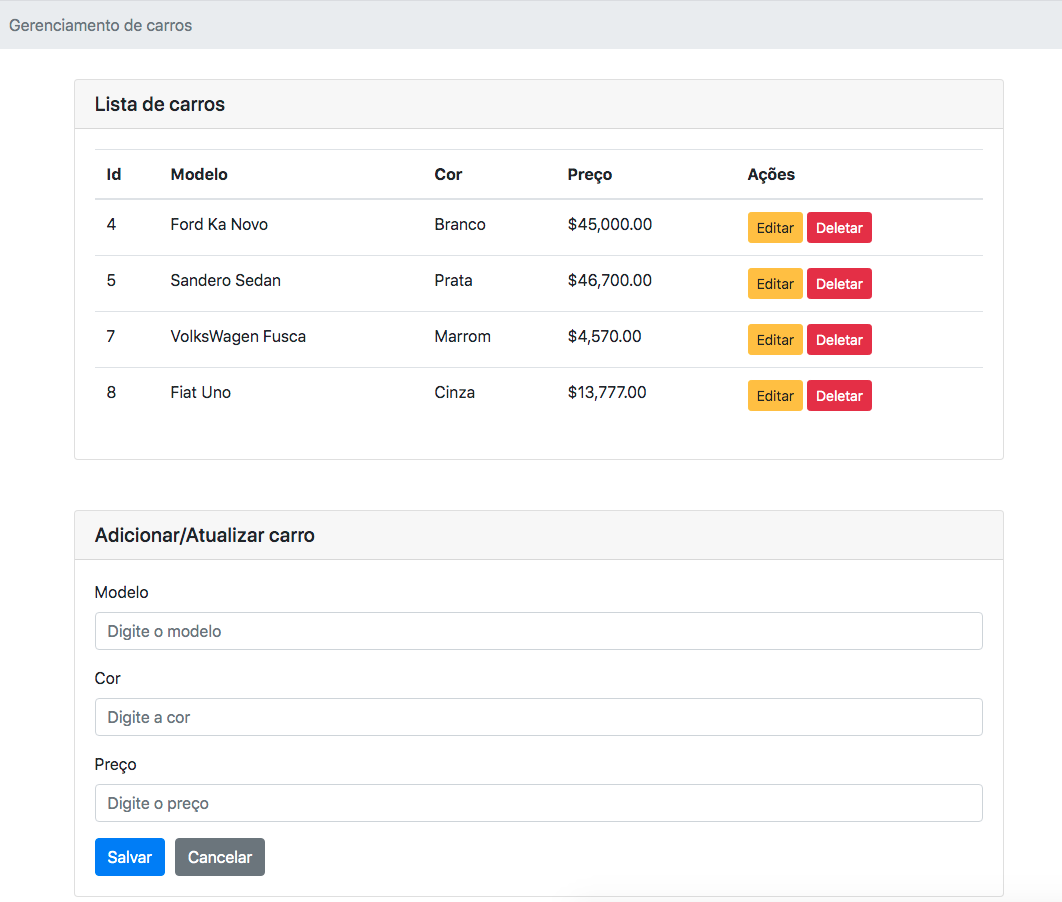 Gerenciamento de carros
Lista de carros
Id Modelo Cor Preço Ações
4 Ford Ka Novo Branco $45,000.00 Editar Deletar
5 Sandero Sedan Prata $46,700.00 Editar Deletar
7 VolksWagen Fusca Marrom $4,570.00 Editar Deletar
8 Fiat Uno Cinza $13,777.00 Editar Deletar
Adicionar/Atualizar carro
Modelo
Digite o modelo
Cor
Digite a cor
Preço
Digite o preço
Salvar Cancelar